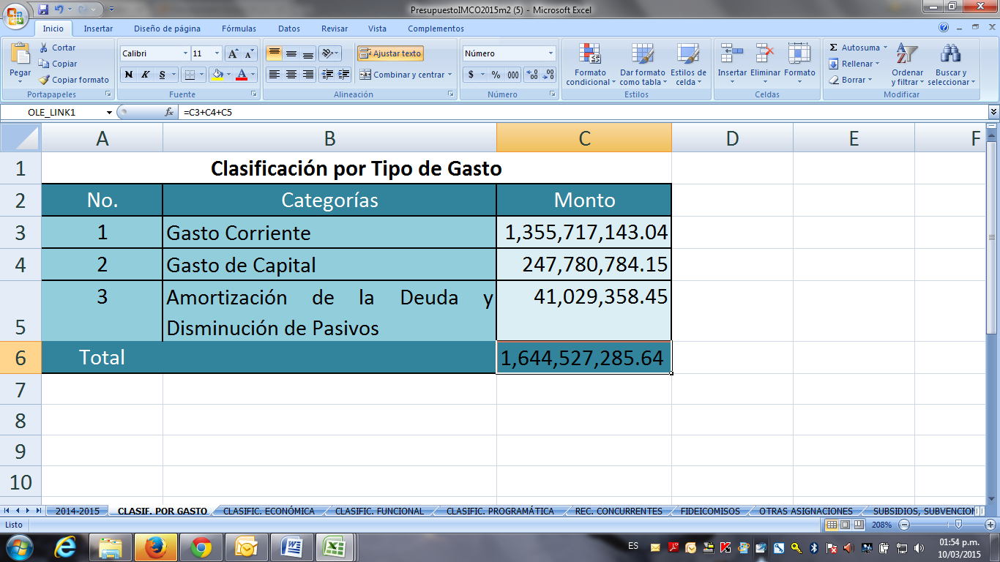 PresupuestoIMCO2015m2 (5) - Microsoft Excel
Inicio Insertar Diseño de página Fórmulas Datos Revisar Vista Complementos
Pegar
Cortar
Copiar
Copiar formato
Portapapeles
Calibri 11
N K S
Fuente
Ajustar texto
Combinar y centrar
Alineación
Número
$ % 000
Número
Formato condicional
Dar formato como tabla
Estilos de celda
Estilos
Insertar Eliminar Formato
Celdas
Autosuma
Rellenar
Borrar
Ordenar y filtrar
Buscar y seleccionar
Modificar
OLE_LINK1 fx =C3+C4+C5
A B C D E F
1 Clasificación por Tipo de Gasto
2 No. Categorías Monto
3 1 Gasto Corriente 1,355,717,143.04
4 2 Gasto de Capital 247,780,784.15
5 3 Amortización de la Deuda y 41,029,358.45
Disminución de Pasivos
6 Total 1,644,527,285.64
7
8
9
10
2014-2015 CLASIF. POR GASTO CLASIFIC. ECONÓMICA CLASIFIC. FUNCIONAL CLASIFIC. PROGRAMÁTICA REC. CONCURRENTES FIDEICOMISOS OTRAS ASIGNACIONES SUBSIDIOS, SUBVENCION
Listo 208%
ES 01:54 p.m.
10/03/2015